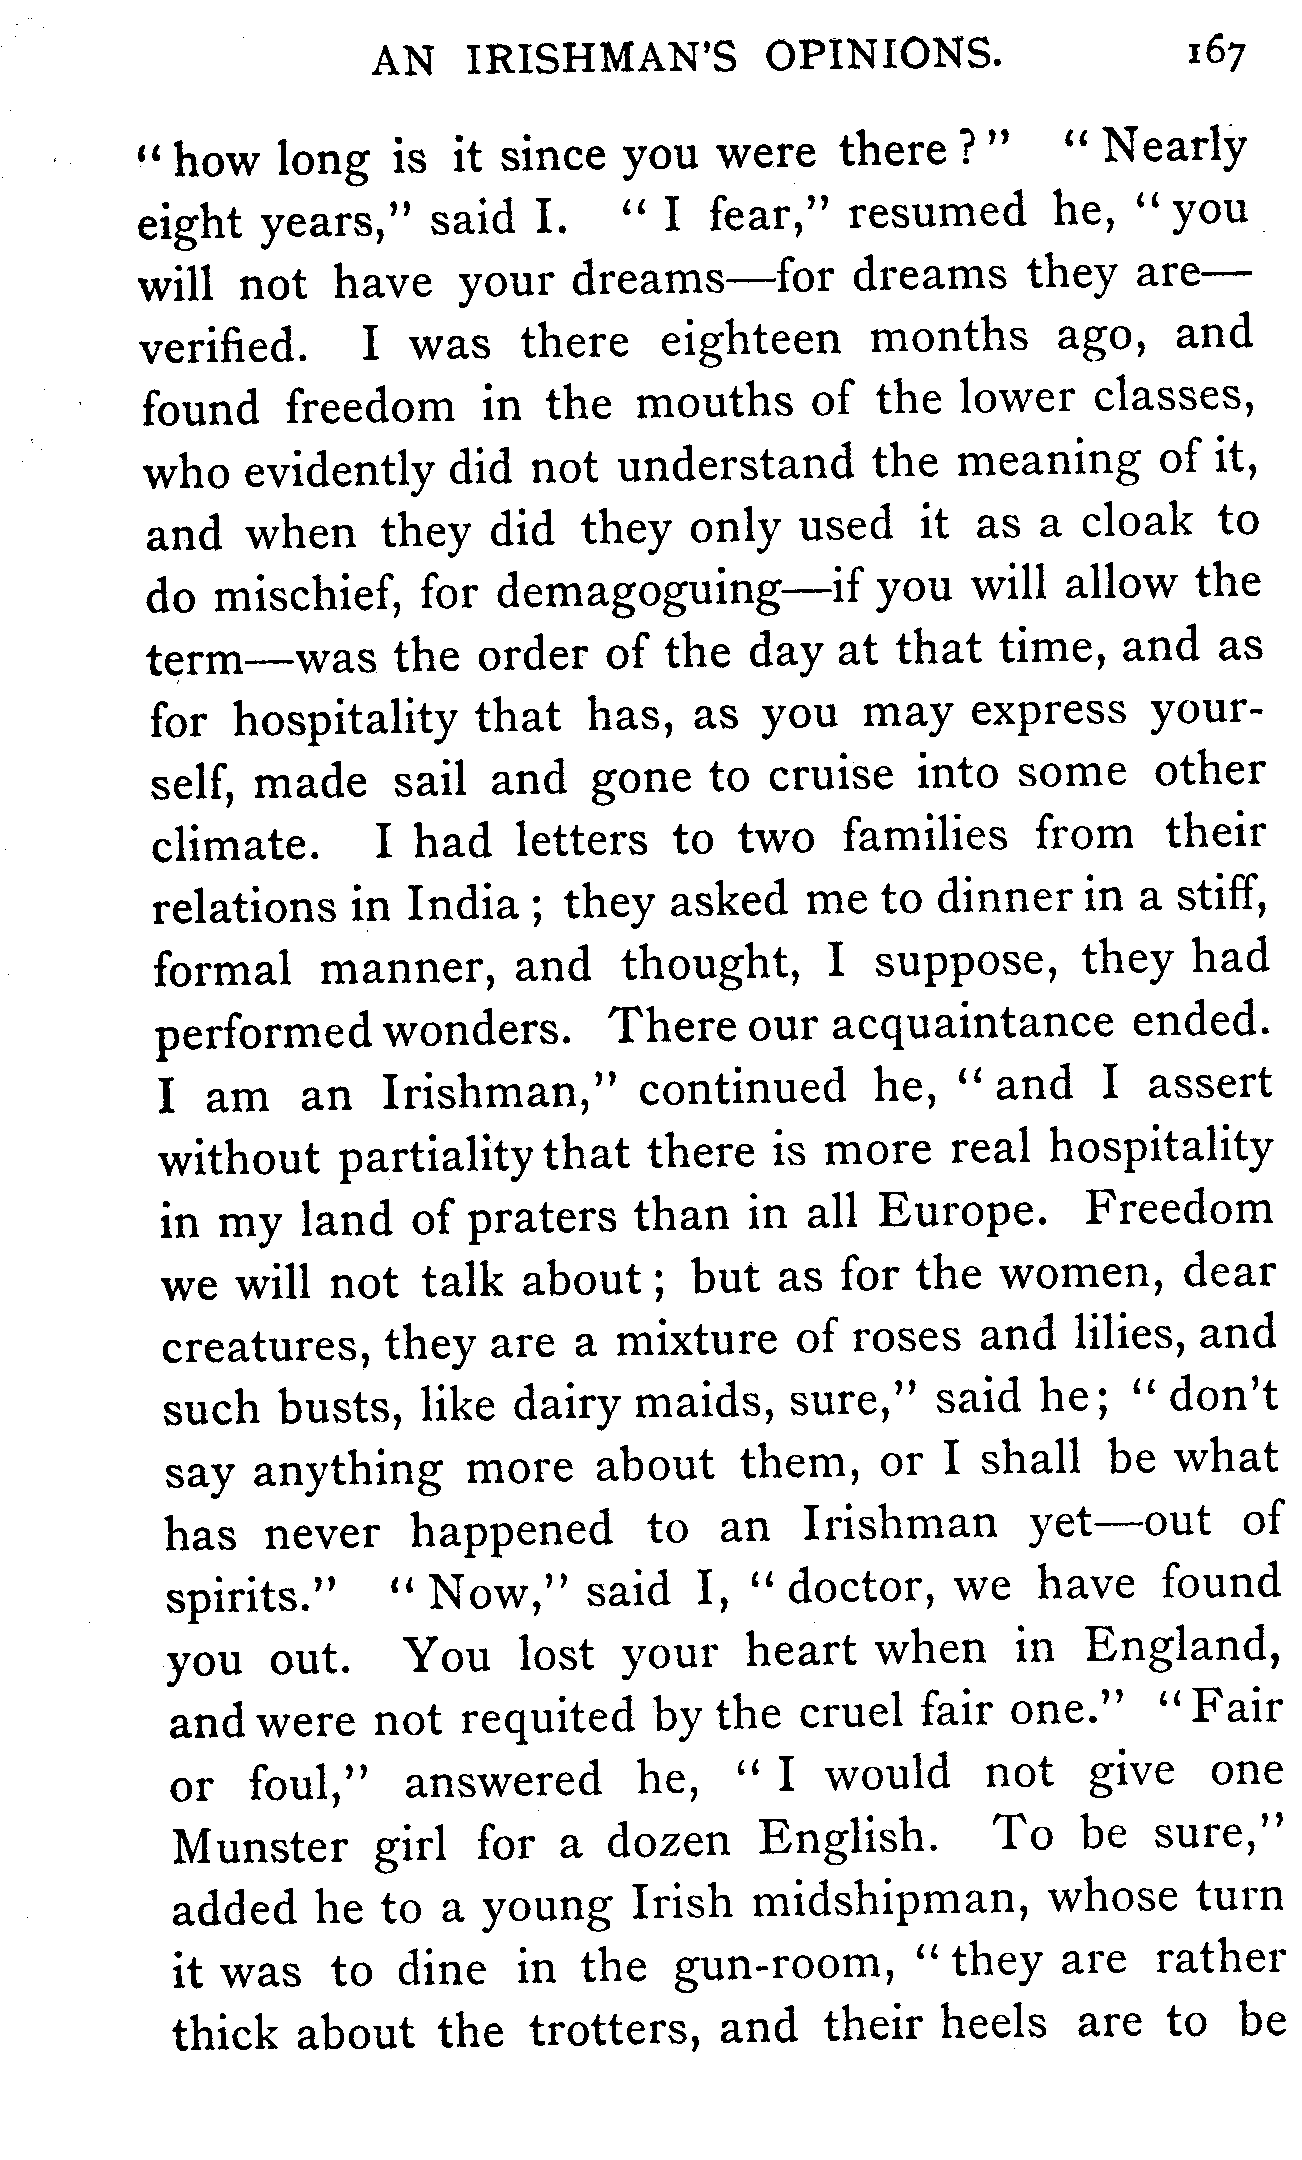 AN IRISHMAN'S OPINIONS. 167
"how long is it since you were there?" "Nearly
eight years," said I. "I fear," resumed he, "you
will not have your dreams—for dreams they are—
verified. I was there eighteen months ago, and
found freedom in the mouths of the lower classes,
who evidently did not understand the meaning of it,
and when they did they only used it as a cloak to
do mischief, for demagoguing—if you will allow the
term—was the order of the day at that time, and as
for hospitality that has, as you may express your-
self, made sail and gone to cruise into some other
climate. I had letters to two families from their
relations in India; they asked me to dinner in a stiff,
formal manner, and thought, I suppose, they had
performed wonders. There our acquaintance ended.
I am an Irishman," continued he, "and I assert
without partiality that there is more real hospitality
in my land of praters than in all Europe. Freedom
we will not talk about; but as for the women, dear
creatures, they are a mixture of roses and lilies, and
such busts, like dairy maids, sure," said he; "don't
say anything more about them, or I shall be what
has never happened to an Irishman yet—out of
spirits." "Now," said I, "doctor, we have found
you out. You lost your heart when in England,
and were not requited by the cruel fair one." "Fair
or foul," answered he, "I would not give one
Munster girl for a dozen English. To be sure,"
added he to a young Irish midshipman, whose turn
it was to dine in the gun-room, "they are rather
thick about the trotters, and their heels are to be